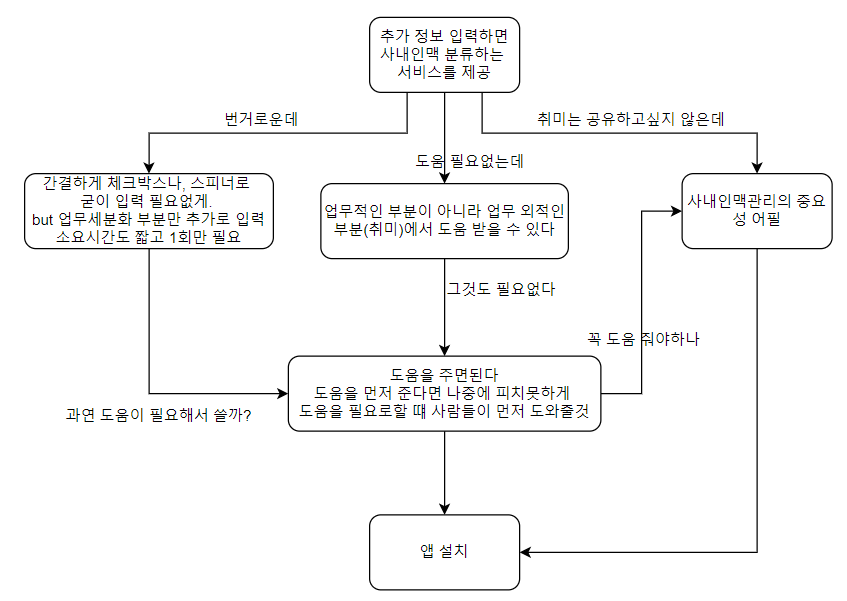 추가 정보 입력하면
사내인맥 분류하는
서비스를 제공
번거로운데
취미는 공유하고싶지 않은데
도움 필요없는데
간결하게 체크박스나, 스피너로
굳이 입력 필요없게.
but 업무세분화 부분만 추가로 입력
소요시간도 짧고 1회만 필요
업무적인 부분이 아니라 업무 외적인
부분(취미)에서 도움 받을 수 있다
사내인맥관리의 중요
성 어필
그것도 필요없다
꼭 도움 줘야하나
도움을 주면된다
도움을 먼저 준다면 나중에 피치못하게
도움을 필요로할 떄 사람들이 먼저 도와줄것
과연 도움이 필요해서 쓸까?
앱 설치